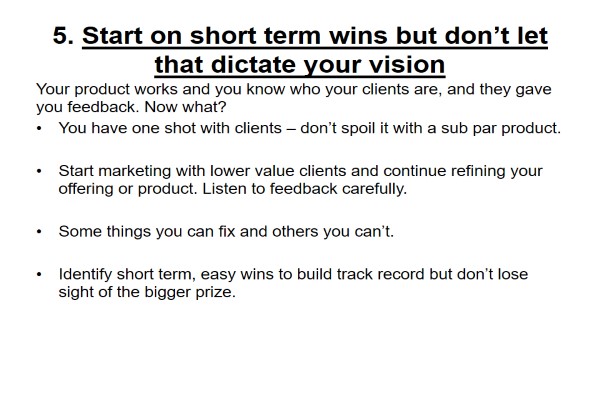 5. Start on short term wins but don’t let
that dictate your vision
Your product works and you know who your clients are, and they gave
you feedback. Now what?
• You have one shot with clients – don’t spoil it with a sub par product.
• Start marketing with lower value clients and continue refining your
offering or product. Listen to feedback carefully.
• Some things you can fix and others you can’t.
• Identify short term, easy wins to build track record but don’t lose
sight of the bigger prize.